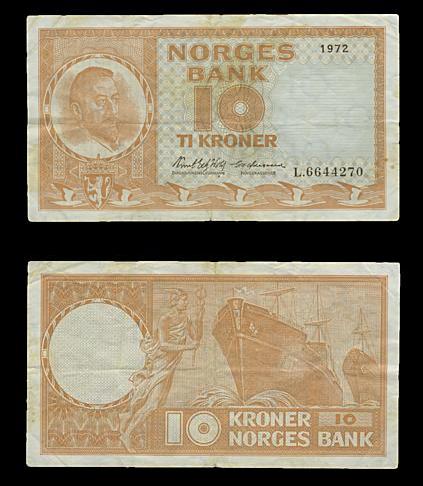 NORGES 1972
BANK
10
TI KRONER
L.6644270
10 KRONER 10
NORGES BANK